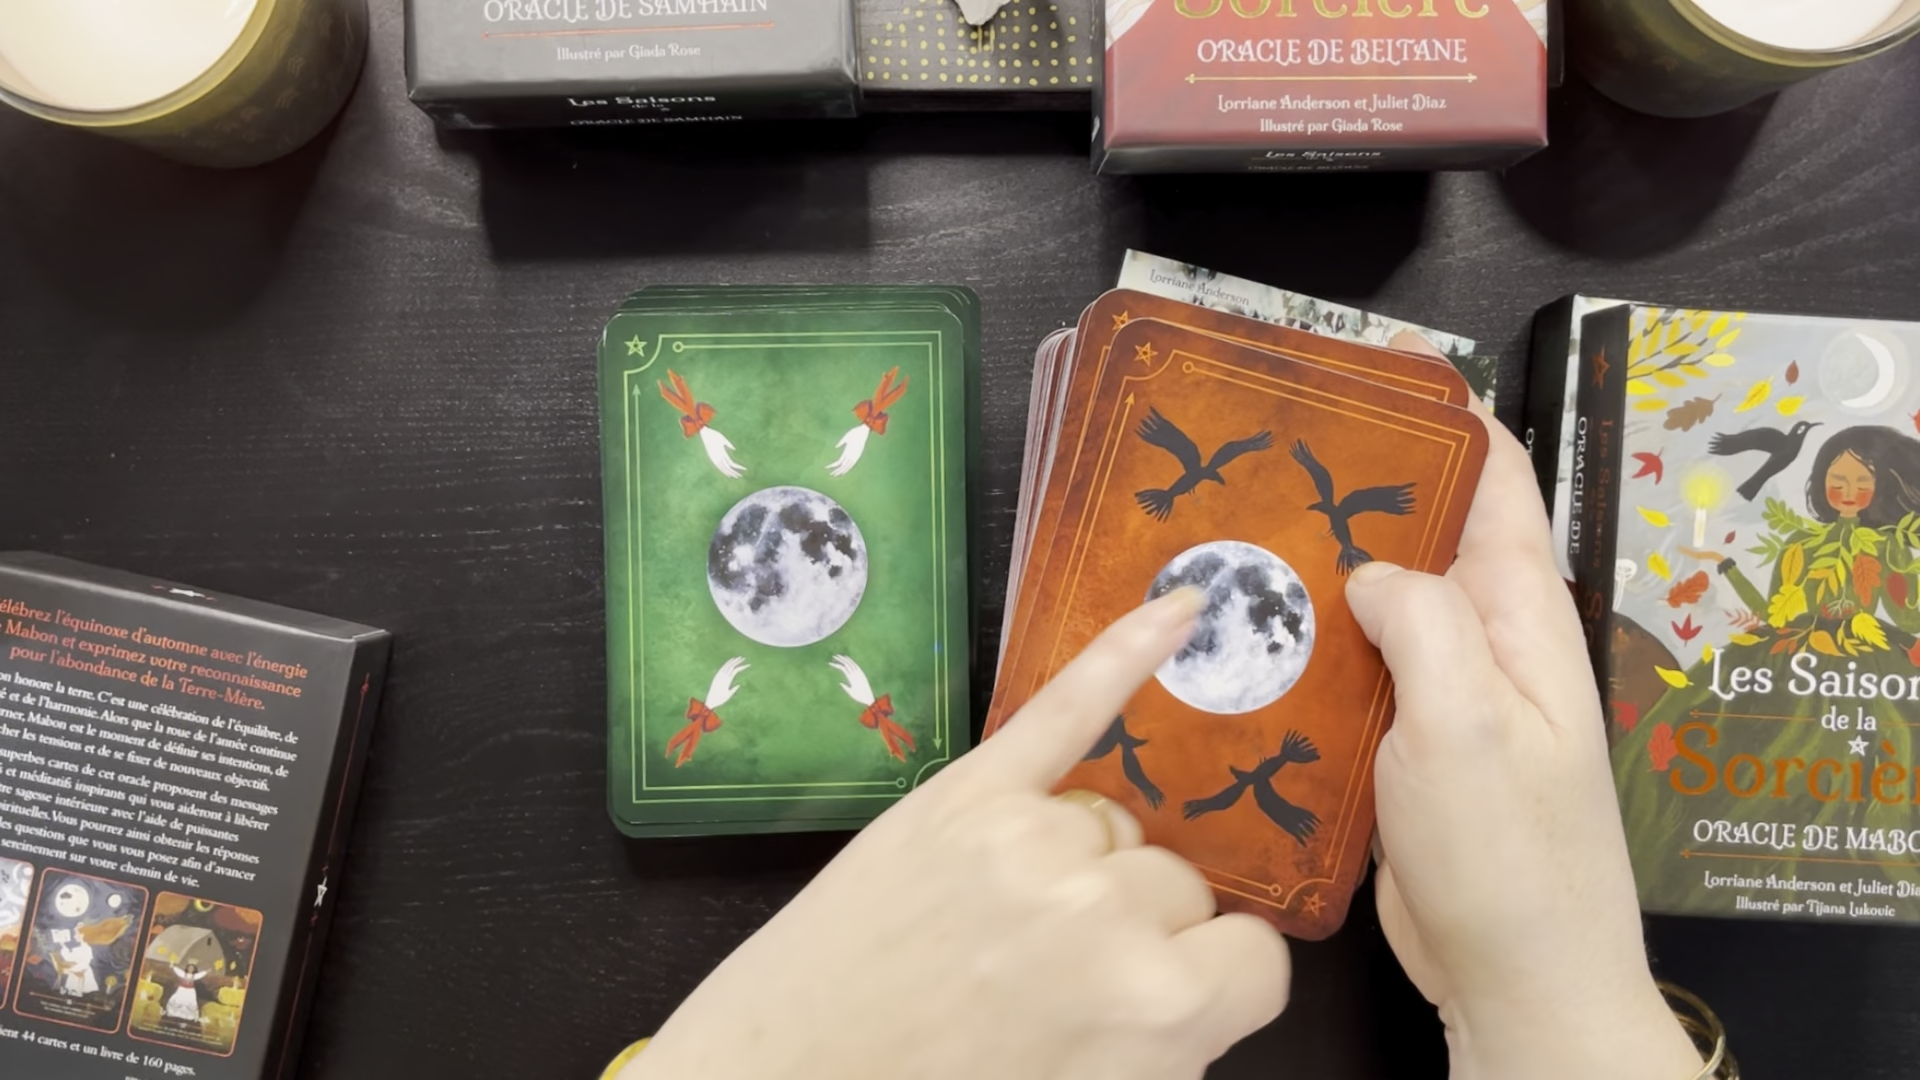 ORACLE DE SAMHAIN
Illustré par Giada Rose
Les Saisons
de la
ORACLE DE SAMHAIN
Sorcière
ORACLE DE BELTANE
Lorriane Anderson et Juliet Diaz
Illustré par Giada Rose
Les Saisons
Lorriane Anderson
ORACLE DE
Les Saisons
Les Saison
de la
Sorciè
ORACLE DE MABO
Lorriane Anderson et Juliet Dia
Illustré par Tijana Lukovic
élébrez l'équinoxe d'automne avec l'énergie
Mabon et exprimez votre reconnaissance
pour l'abondance de la Terre-Mère.
on honore la terre. C'est une célébration de l'équilibre, de
é et de l'harmonie. Alors que la roue de l'année continue
rner, Mabon est le moment de définir ses intentions, de
cher les tensions et de se fixer de nouveaux objectifs.
superbes cartes de cet oracle proposent des messages
s et méditatifs inspirants qui vous aideront à libérer
tre sagesse intérieure avec l'aide de puissantes
pirituelles. Vous pourrez ainsi obtenir les réponses
les questions que vous vous posez afin d'avancer
sereinement sur votre chemin de vie.
ient 44 cartes et un livre de 160 pages.